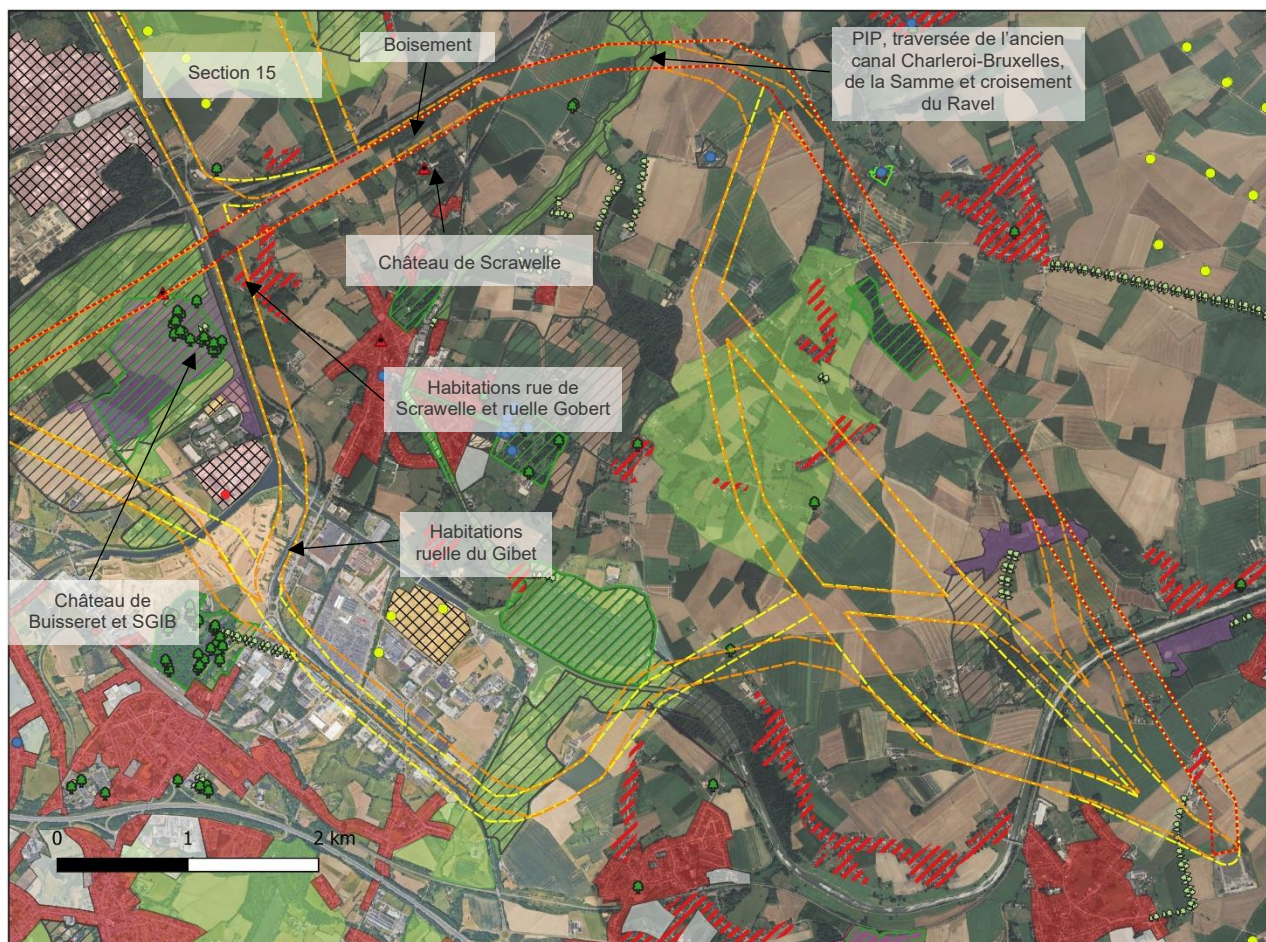 Boisement
PIP, traversée de l'ancien
canal Charleroi-Bruxelles,
de la Samme et croisement
du Ravel
Section 15
Château de Scrawelle
Habitations rue de
Scrawelle et ruelle Gobert
Habitations
ruelle du Gibet
Château de
Buisseret et SGIB
0 1 2 km